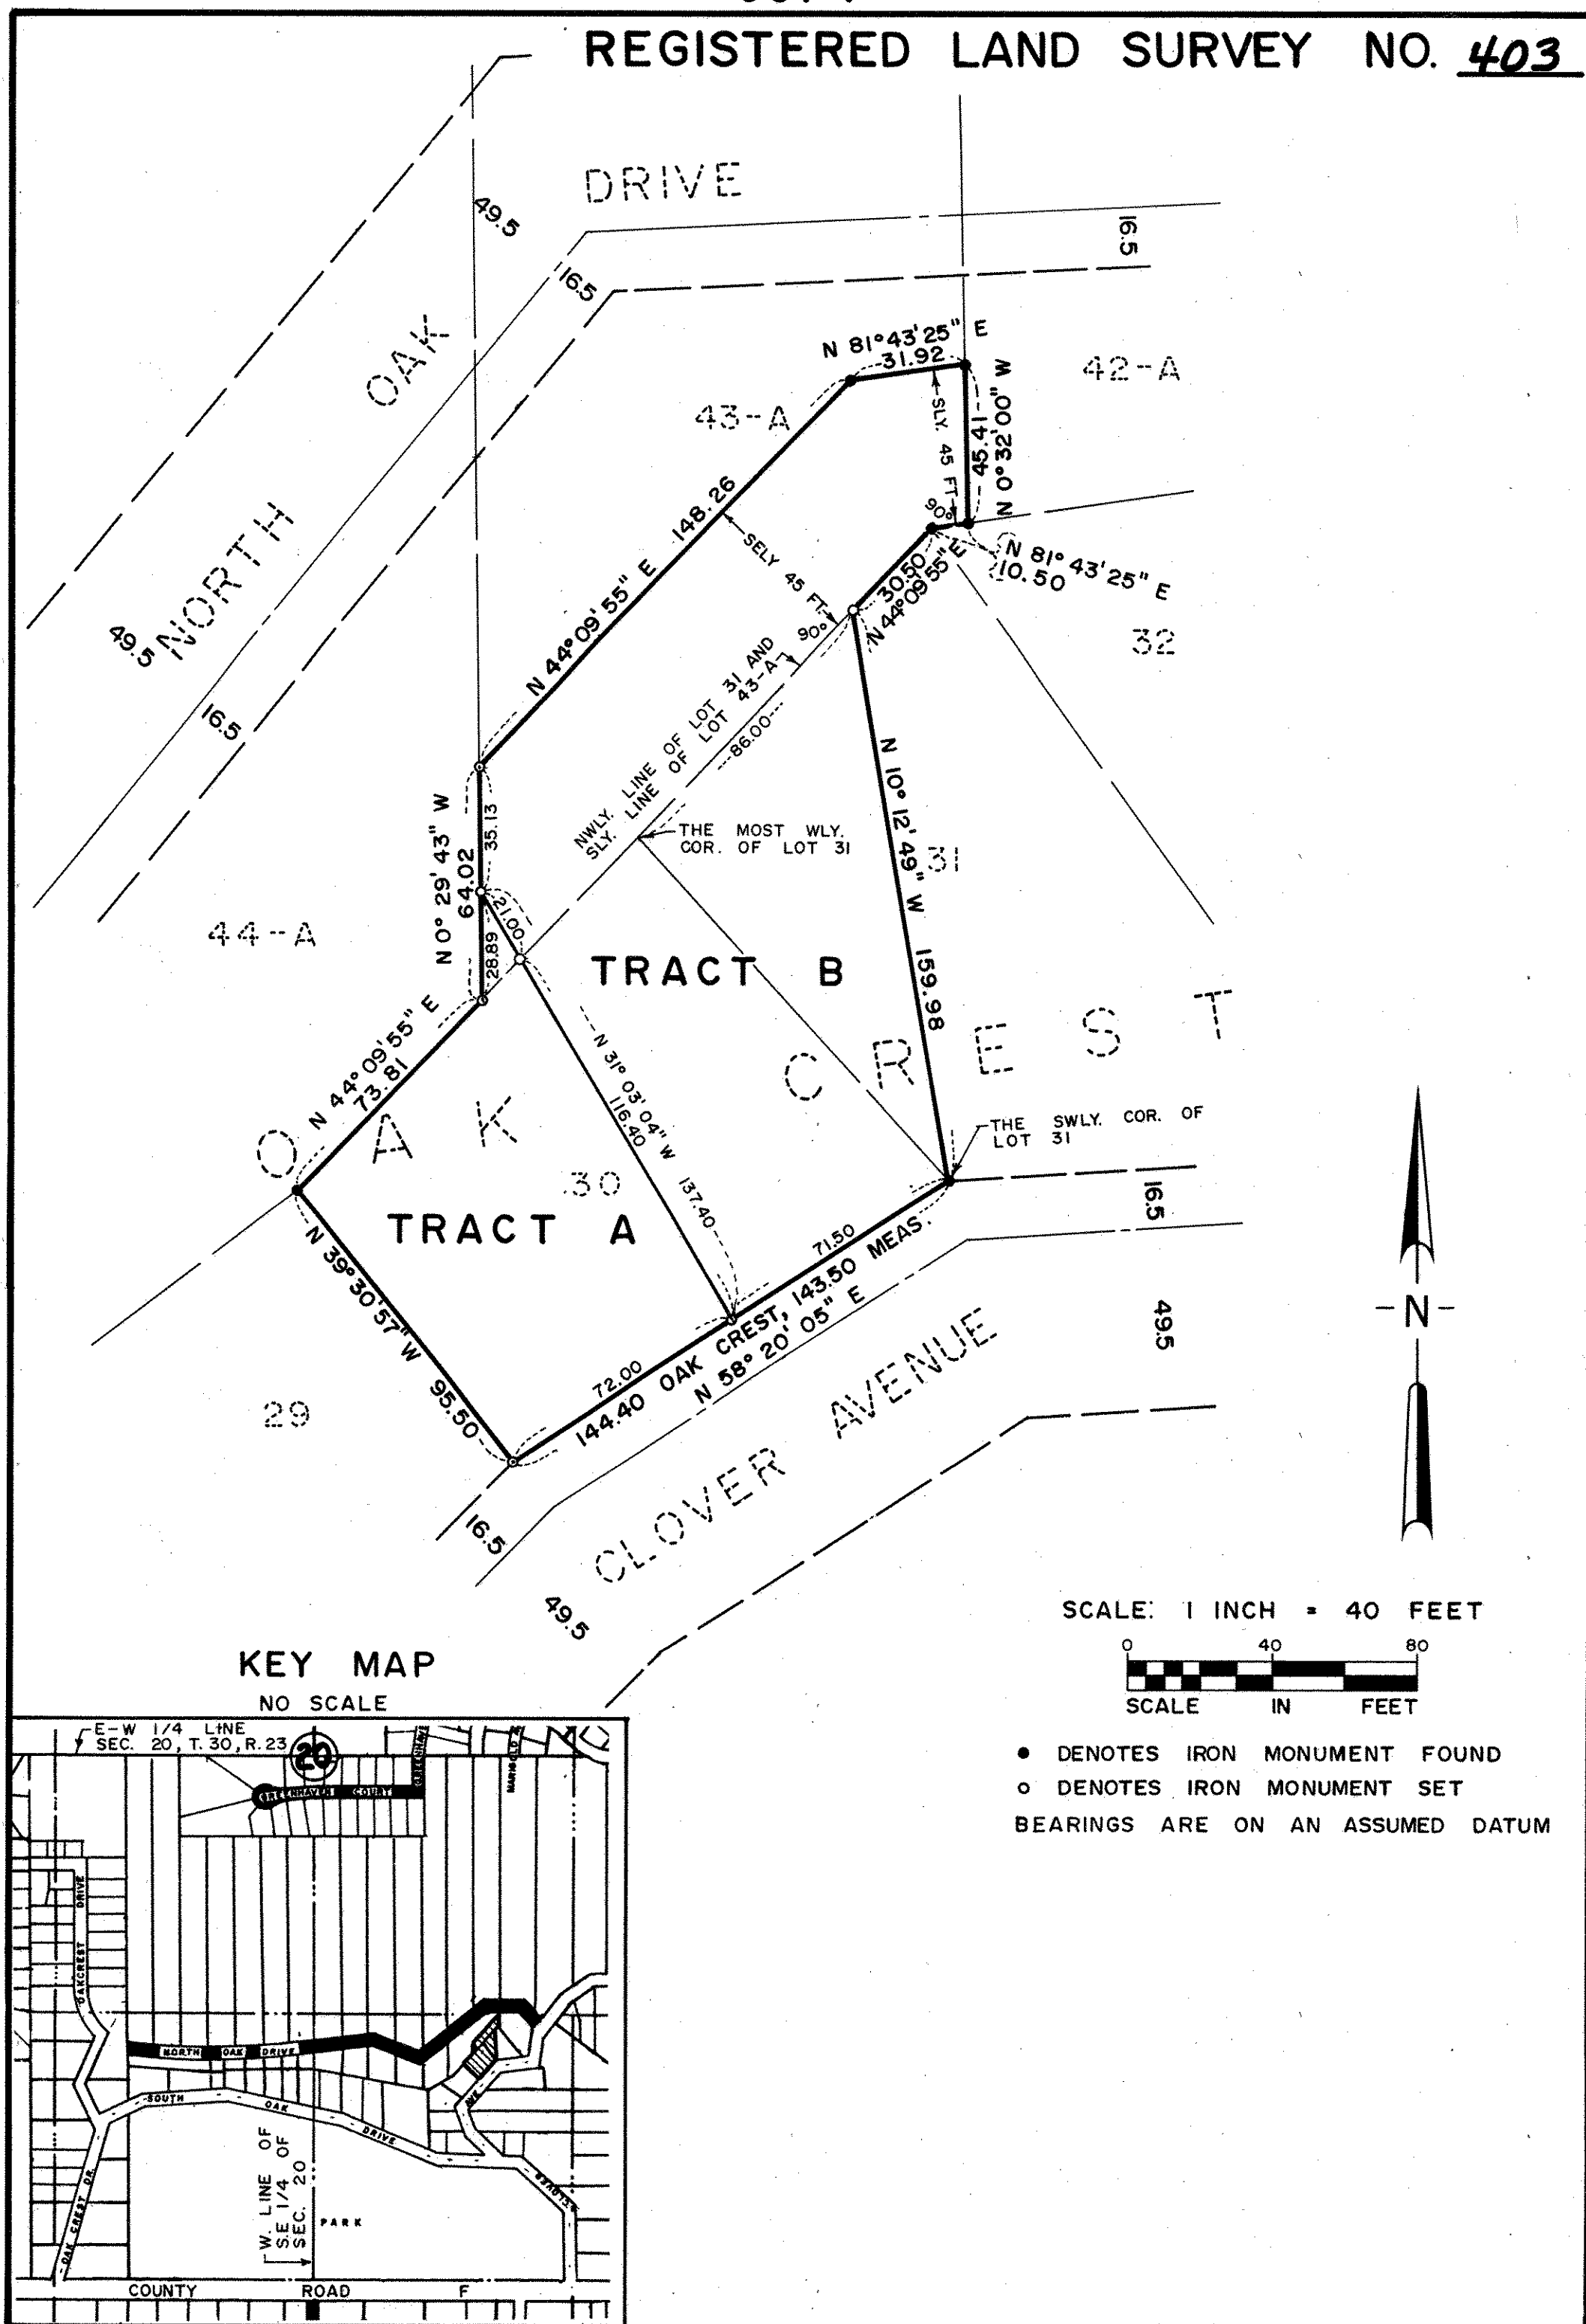 REGISTERED LAND SURVEY NO. 403
DRIVE
OAK
NORTH
49.5
16.5
16.5
49.5
16.5
N 81° 43' 25" E
31.92
42-A
43-A
SLY. 45 FT.
45.41
N 0° 32' 00" W
90°
N 44° 09' 55" E 148.26
SELY 45 FT.
90°
30.50
N 44° 09' 55" E
N 81° 43' 25" E
10.50
32
NWLY. LINE OF LOT 31 AND
SLY. LINE OF LOT 43-A
86.00
THE MOST WLY.
COR. OF LOT 31
N 10° 12' 49" W 159.98
31
N 0° 29' 43" W
64.02
35.13
28.89
21.00
44-A
TRACT B
N 44° 09' 55" E
73.81
OAK CREST
N 31° 03' 04" W
116.40
137.40
30
TRACT A
THE SWLY. COR. OF
LOT 31
16.5
49.5
N 39° 30' 57" W 95.50
71.50
72.00
144.40 OAK CREST, 143.50 MEAS.
N 58° 20' 05" E
29
CLOVER AVENUE
16.5
49.5
-N-
SCALE: 1 INCH = 40 FEET
0 40 80
SCALE IN FEET
● DENOTES IRON MONUMENT FOUND
○ DENOTES IRON MONUMENT SET
BEARINGS ARE ON AN ASSUMED DATUM
KEY MAP
NO SCALE
E-W 1/4 LINE
SEC. 20, T. 30, R. 23
20
GREENHAVEN COURT
MARIGOLD
OAKCREST DRIVE
NORTH OAK DRIVE
SOUTH OAK DRIVE
AVE
CLOVER
OAK CREST DR.
W. LINE OF
S.E 1/4 OF
SEC. 20
PARK
COUNTY ROAD F